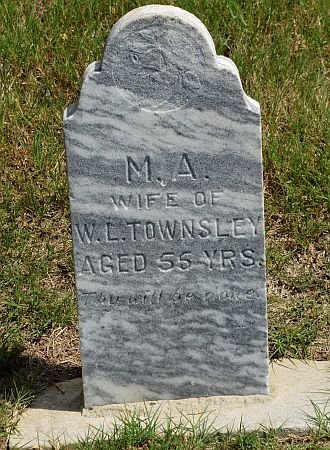 M. A.
WIFE OF
W. L. TOWNSLEY
AGED 55 YRS.
Thy will be done